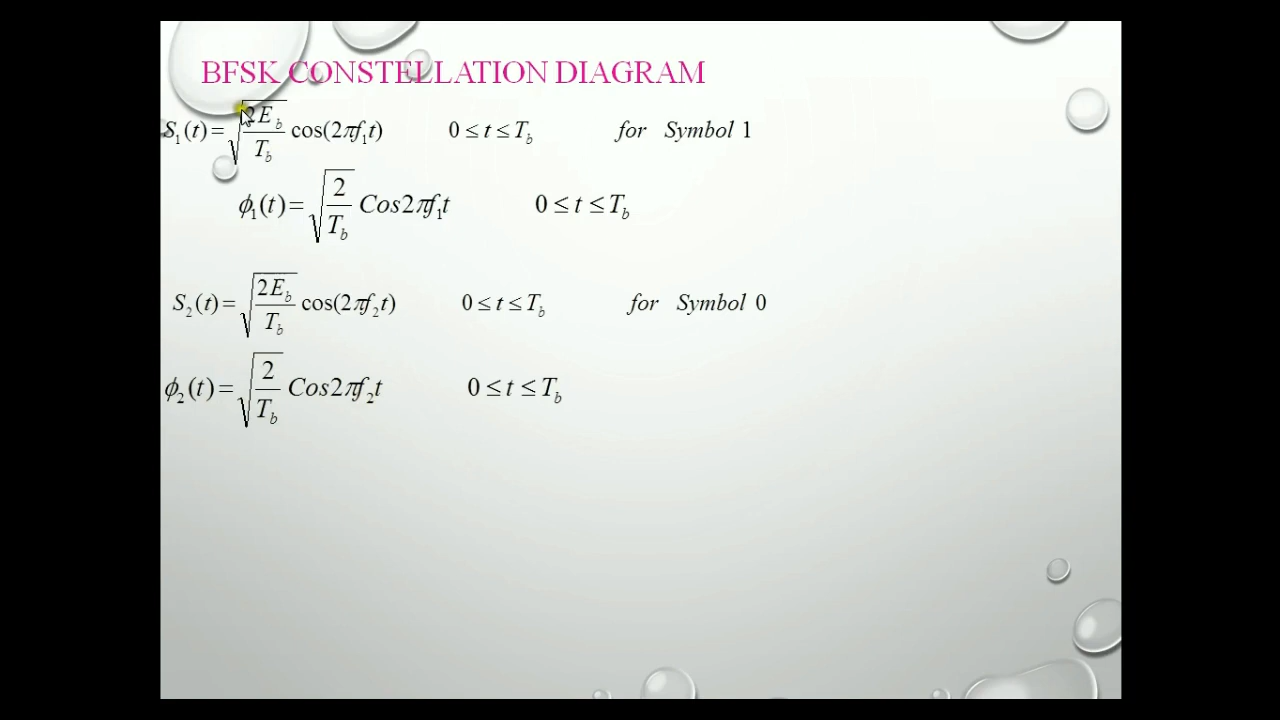 BFSK CONSTELLATION DIAGRAM
S₁(t) = √(2E_b/T_b) cos(2πf₁t) 0 ≤ t ≤ T_b for Symbol 1
ϕ₁(t) = √(2/T_b) Cos2πf₁t 0 ≤ t ≤ T_b
S₂(t) = √(2E_b/T_b) cos(2πf₂t) 0 ≤ t ≤ T_b for Symbol 0
ϕ₂(t) = √(2/T_b) Cos2πf₂t 0 ≤ t ≤ T_b